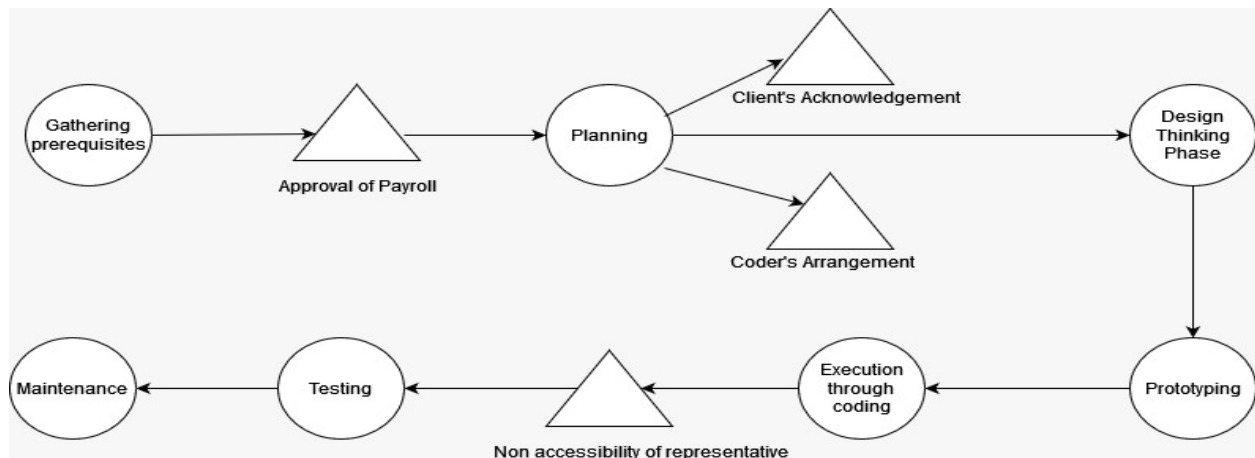 Gathering
prerequisites
Approval of Payroll
Planning
Client's Acknowledgement
Coder's Arrangement
Design
Thinking
Phase
Prototyping
Execution
through
coding
Non accessibility of representative
Testing
Maintenance